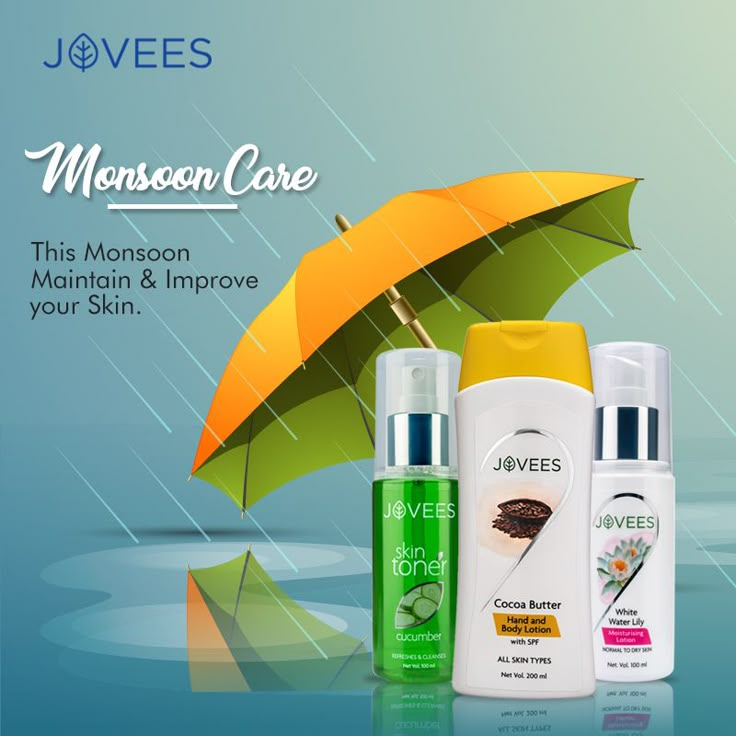 JOVEES
Monsoon Care
This Monsoon
Maintain & Improve
your Skin.
JOVEES
skin
toner
cucumber
REFRESHES & CLEANSES
Net Vol. 100 ml
JOVEES
Cocoa Butter
Hand and
Body Lotion
with SPF
ALL SKIN TYPES
Net Vol. 200 ml
JOVEES
White
Water Lily
Moisturising
Lotion
NORMAL TO DRY SKIN
Net. Vol. 100 ml